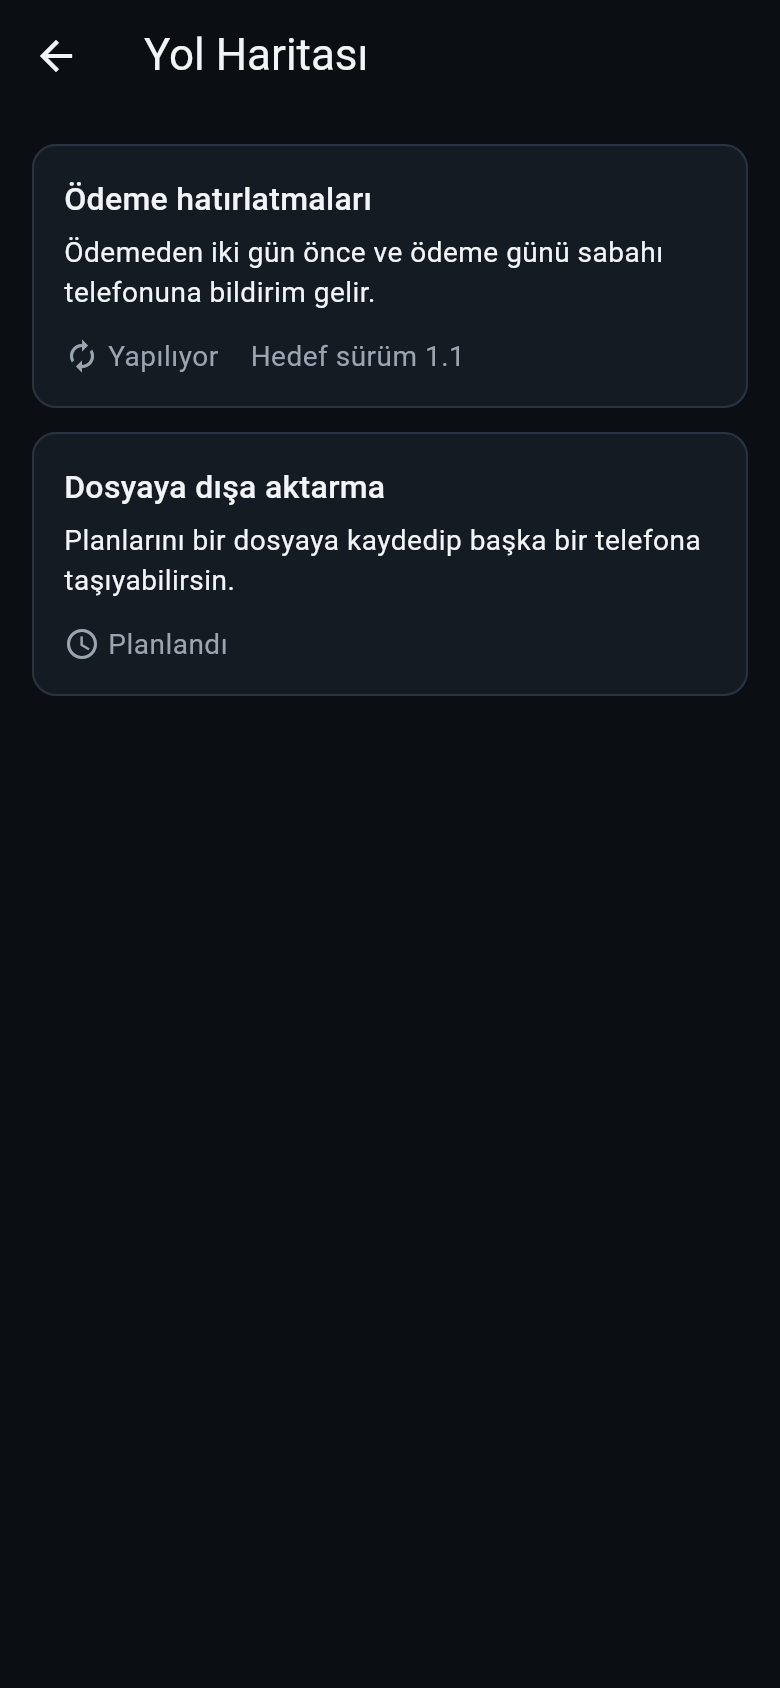 Yol Haritası
Ödeme hatırlatmaları
Ödemeden iki gün önce ve ödeme günü sabahı
telefonuna bildirim gelir.
Yapılıyor Hedef sürüm 1.1
Dosyaya dışa aktarma
Planlarını bir dosyaya kaydedip başka bir telefona
taşıyabilirsin.
Planlandı